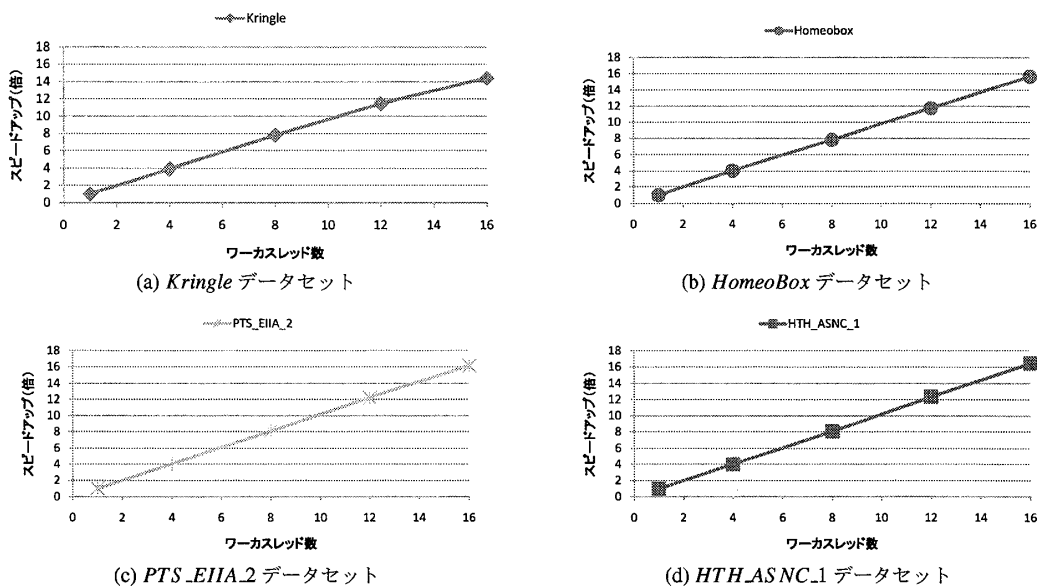 Kringle
スピードアップ(倍)
18
16
14
12
10
8
6
4
2
0
0 2 4 6 8 10 12 14 16
ワーカスレッド数
(a) Kringle データセット
Homeobox
スピードアップ(倍)
18
16
14
12
10
8
6
4
2
0
0 2 4 6 8 10 12 14 16
ワーカスレッド数
(b) HomeoBox データセット
PTS_EIIA_2
スピードアップ(倍)
18
16
14
12
10
8
6
4
2
0
0 2 4 6 8 10 12 14 16
ワーカスレッド数
(c) PTS_EIIA_2 データセット
HTH_ASNC_1
スピードアップ(倍)
18
16
14
12
10
8
6
4
2
0
0 2 4 6 8 10 12 14 16
ワーカスレッド数
(d) HTH_ASNC_1 データセット